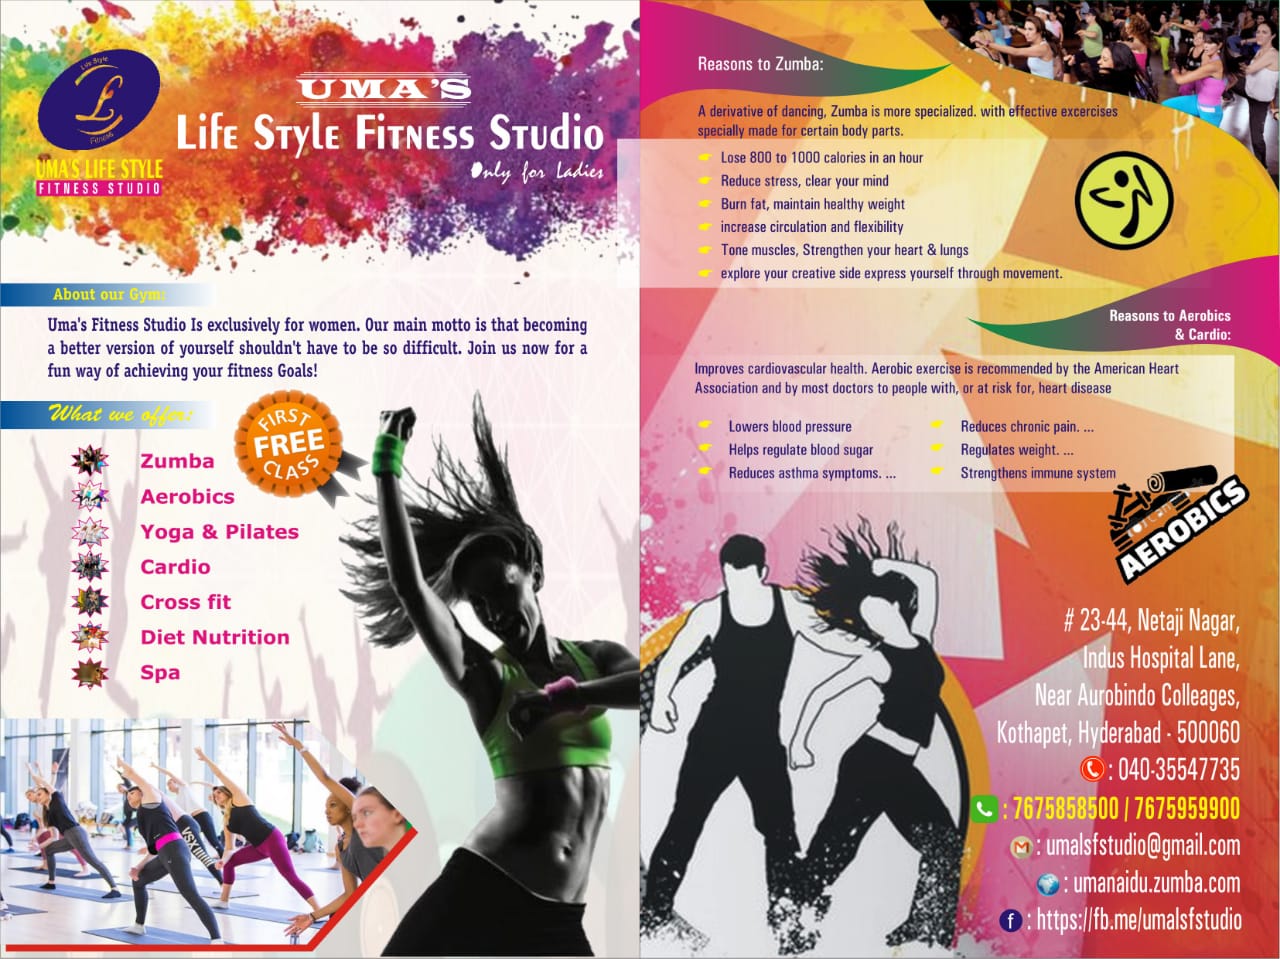 Life Style
£
Fitness
UMA'S LIFE STYLE
FITNESS STUDIO
UMA'S
Life Style Fitness Studio
Only for Ladies
About our Gym:
Uma's Fitness Studio Is exclusively for women. Our main motto is that becoming
a better version of yourself shouldn't have to be so difficult. Join us now for a
fun way of achieving your fitness Goals!
What we offer:
FIRST
FREE
CLASS
Zumba
Aerobics
Yoga & Pilates
Cardio
Cross fit
Diet Nutrition
Spa
Reasons to Zumba:
A derivative of dancing, Zumba is more specialized. with effective excercises
specially made for certain body parts.
Lose 800 to 1000 calories in an hour
Reduce stress, clear your mind
Burn fat, maintain healthy weight
increase circulation and flexibility
Tone muscles, Strengthen your heart & lungs
explore your creative side express yourself through movement.
Reasons to Aerobics
& Cardio:
Improves cardiovascular health. Aerobic exercise is recommended by the American Heart
Association and by most doctors to people with, or at risk for, heart disease
Lowers blood pressure
Helps regulate blood sugar
Reduces asthma symptoms. ...
Reduces chronic pain. ...
Regulates weight. ...
Strengthens immune system
AEROBICS
# 23-44, Netaji Nagar,
Indus Hospital Lane,
Near Aurobindo Colleages,
Kothapet, Hyderabad - 500060
: 040-35547735
: 7675858500 / 7675959900
: umalsfstudio@gmail.com
: umanaidu.zumba.com
f : https://fb.me/umalsfstudio